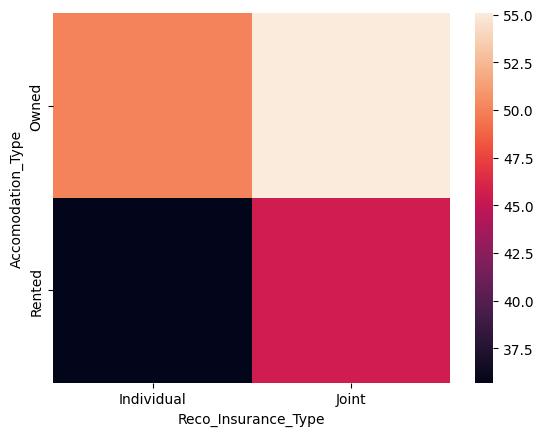 Accomodation_Type
Owned
Rented
Individual
Joint
Reco_Insurance_Type
55.0
52.5
50.0
47.5
45.0
42.5
40.0
37.5